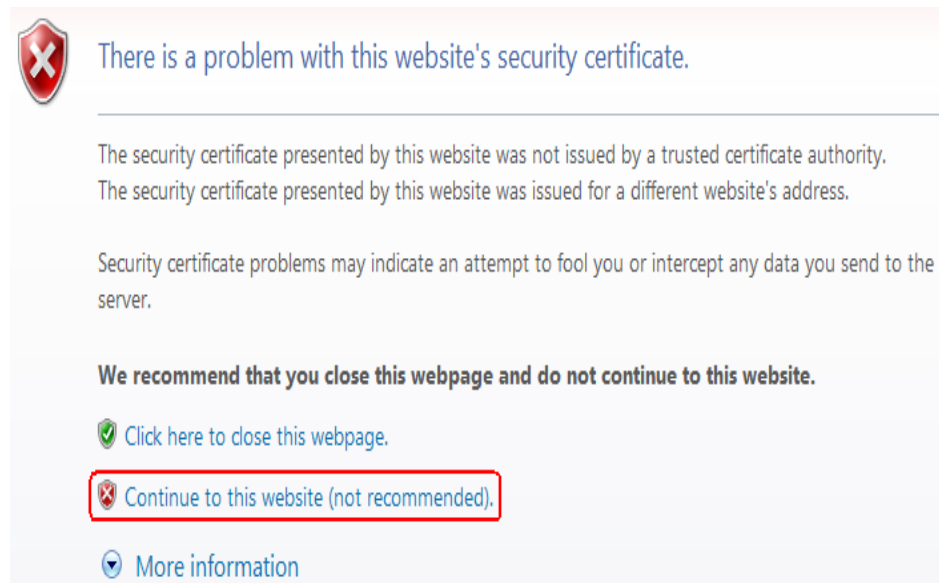 There is a problem with this website's security certificate.
The security certificate presented by this website was not issued by a trusted certificate authority.
The security certificate presented by this website was issued for a different website's address.
Security certificate problems may indicate an attempt to fool you or intercept any data you send to the
server.
We recommend that you close this webpage and do not continue to this website.
Click here to close this webpage.
Continue to this website (not recommended).
More information